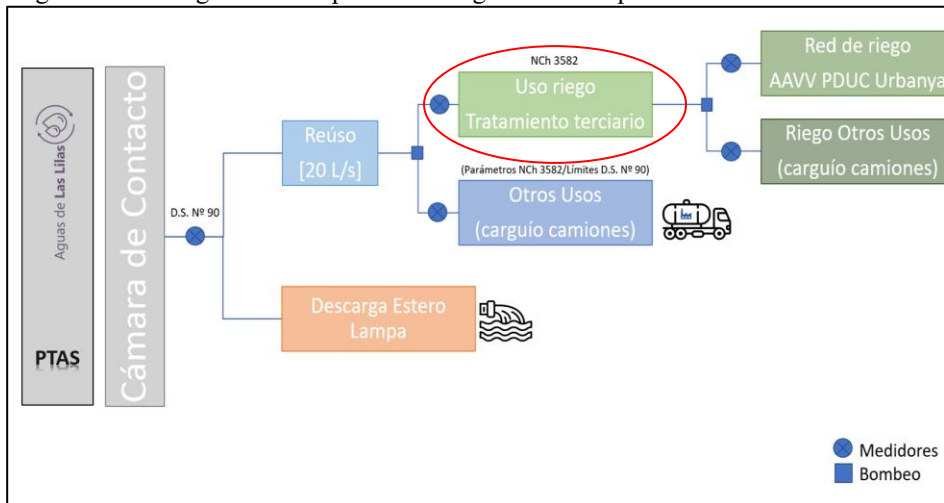 NCh 3582
Uso riego
Tratamiento terciario
Red de riego
AAVV PDUC Urbanya
Riego Otros Usos
(carguío camiones)
Reúso
[20 L/s]
(Parámetros NCh 3582/Límites D.S. Nº 90)
Otros Usos
(carguío camiones)
D.S. Nº 90
Aguas de Las Lilas
PTAS
Cámara de Contacto
Descarga Estero
Lampa
Medidores
Bombeo